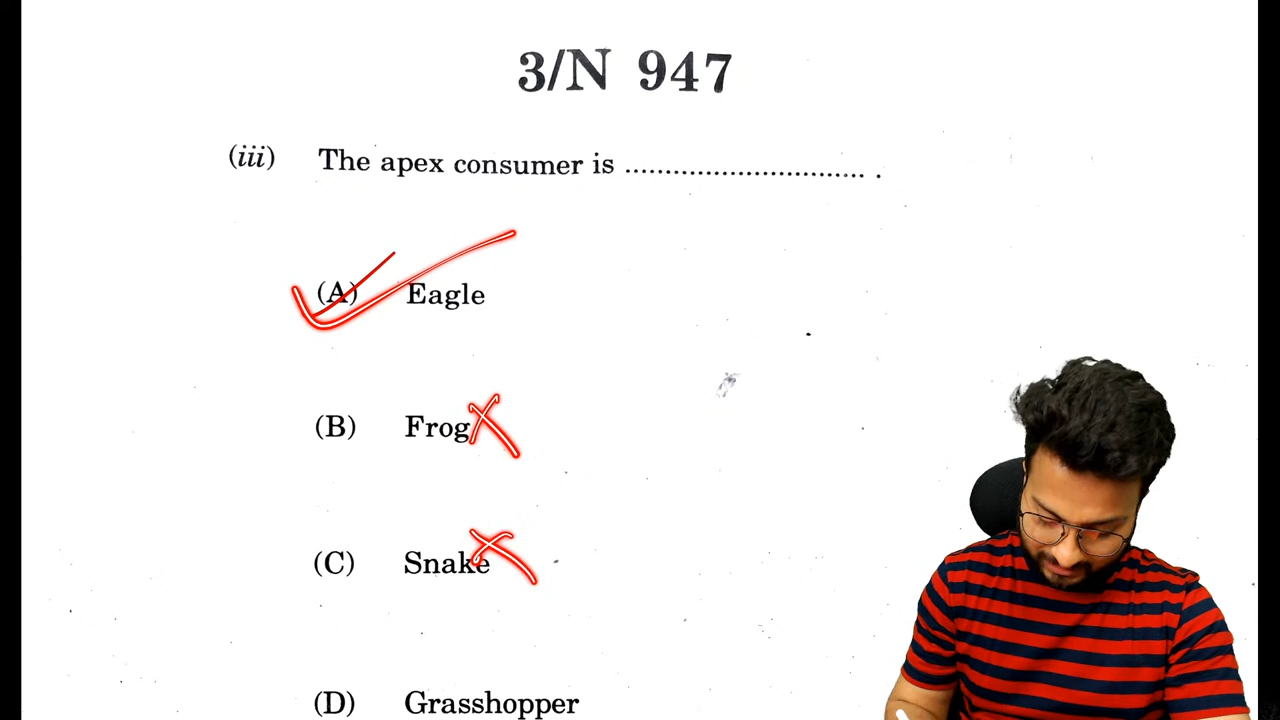 3/N 947
(iii) The apex consumer is .............................. .
(A) Eagle
(B) Frog
(C) Snake
(D) Grasshopper